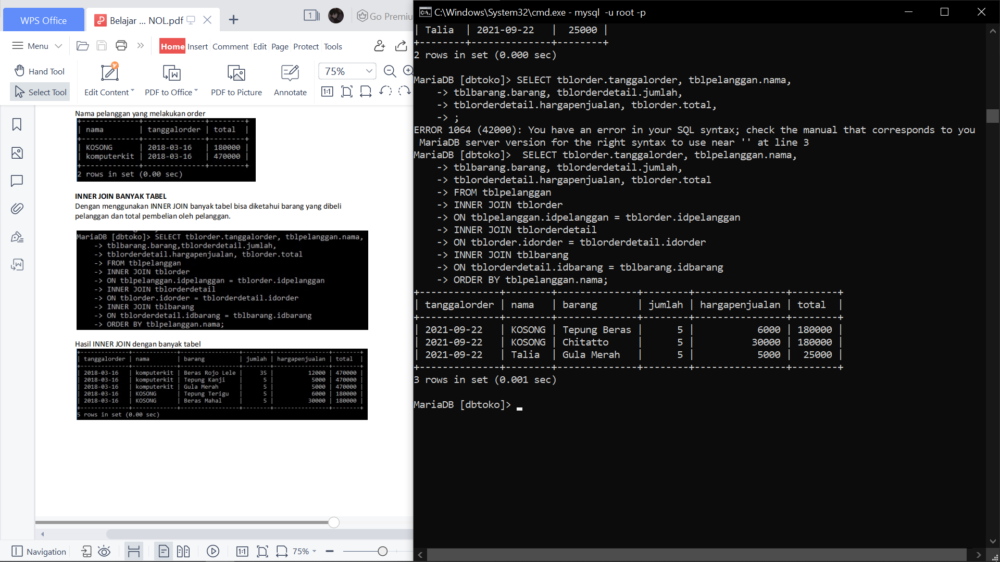 WPS Office
Belajar ... NOL.pdf
1
Go Premiu
Menu
Home Insert Comment Edit Page Protect Tools
Hand Tool
Select Tool
Edit Content
PDF to Office
PDF to Picture
Annotate
75%
1:1
Nama pelanggan yang melakukan order
+-------------+--------------+--------+
| nama | tanggalorder | total |
+-------------+--------------+--------+
| KOSONG | 2018-03-16 | 180000 |
| komputerkit | 2018-03-16 | 470000 |
+-------------+--------------+--------+
2 rows in set (0.00 sec)
INNER JOIN BANYAK TABEL
Dengan menggunakan INNER JOIN banyak tabel bisa diketahui barang yang dibeli
pelanggan dan total pembelian oleh pelanggan.
MariaDB [dbtoko]> SELECT tblorder.tanggalorder, tblpelanggan.nama,
-> tblbarang.barang,tblorderdetail.jumlah,
-> tblorderdetail.hargapenjualan, tblorder.total
-> FROM tblpelanggan
-> INNER JOIN tblorder
-> ON tblpelanggan.idpelanggan = tblorder.idpelanggan
-> INNER JOIN tblorderdetail
-> ON tblorder.idorder = tblorderdetail.idorder
-> INNER JOIN tblbarang
-> ON tblorderdetail.idbarang = tblbarang.idbarang
-> ORDER BY tblpelanggan.nama;
Hasil INNER JOIN dengan banyak tabel
| tanggalorder | nama | barang | jumlah | hargapenjualan | total |
| 2018-03-16 | komputerkit | Beras Rojo Lele | 35 | 12000 | 470000 |
| 2018-03-16 | komputerkit | Tepung Kanji | 5 | 5000 | 470000 |
| 2018-03-16 | komputerkit | Gula Merah | 5 | 5000 | 470000 |
| 2018-03-16 | KOSONG | Tepung Terigu | 5 | 6000 | 180000 |
| 2018-03-16 | KOSONG | Beras Mahal | 5 | 30000 | 180000 |
5 rows in set (0.00 sec)
Navigation
1:1
75%
C:\Windows\System32\cmd.exe - mysql -u root -p
| Talia | 2021-09-22 | 25000 |
+--------+--------------+--------+
2 rows in set (0.000 sec)
MariaDB [dbtoko]> SELECT tblorder.tanggalorder, tblpelanggan.nama,
-> tblbarang.barang, tblorderdetail.jumlah,
-> tblorderdetail.hargapenjualan, tblorder.total,
-> ;
ERROR 1064 (42000): You have an error in your SQL syntax; check the manual that corresponds to you
MariaDB server version for the right syntax to use near '' at line 3
MariaDB [dbtoko]> SELECT tblorder.tanggalorder, tblpelanggan.nama,
-> tblbarang.barang, tblorderdetail.jumlah,
-> tblorderdetail.hargapenjualan, tblorder.total
-> FROM tblpelanggan
-> INNER JOIN tblorder
-> ON tblpelanggan.idpelanggan = tblorder.idpelanggan
-> INNER JOIN tblorderdetail
-> ON tblorder.idorder = tblorderdetail.idorder
-> INNER JOIN tblbarang
-> ON tblorderdetail.idbarang = tblbarang.idbarang
-> ORDER BY tblpelanggan.nama;
+--------------+--------+--------------+--------+----------------+--------+
| tanggalorder | nama | barang | jumlah | hargapenjualan | total |
+--------------+--------+--------------+--------+----------------+--------+
| 2021-09-22 | KOSONG | Tepung Beras | 5 | 6000 | 180000 |
| 2021-09-22 | KOSONG | Chitatto | 5 | 30000 | 180000 |
| 2021-09-22 | Talia | Gula Merah | 5 | 5000 | 25000 |
+--------------+--------+--------------+--------+----------------+--------+
3 rows in set (0.001 sec)
MariaDB [dbtoko]>